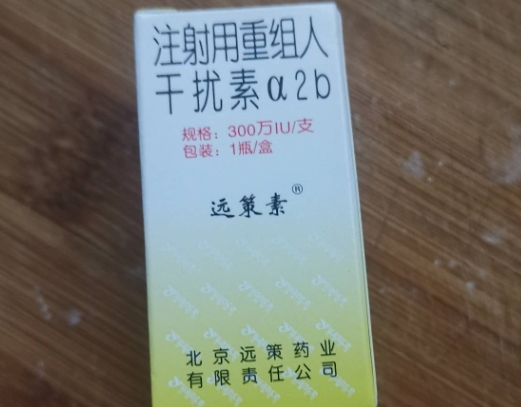 注射用重组人
干扰素α2b
规格：300万IU/支
包装：1瓶/盒
远策素®
北京远策药业
有限责任公司